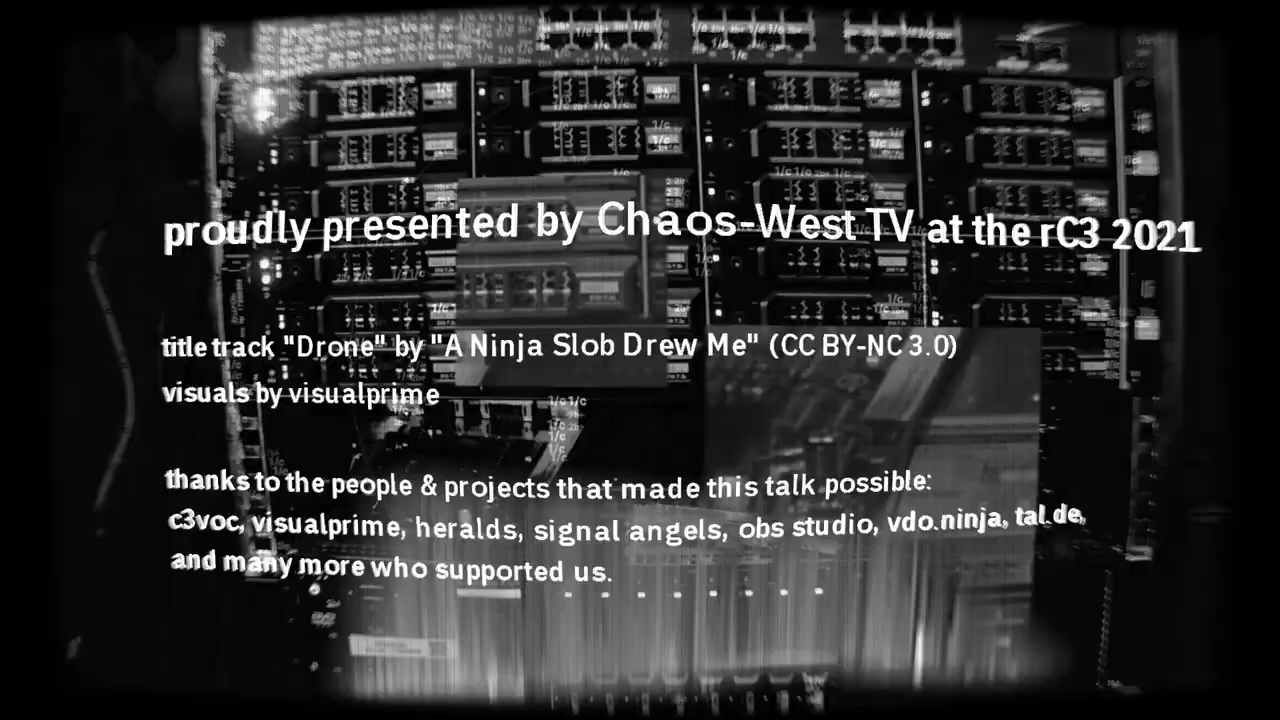 proudly presented by Chaos-West TV at the rC3 2021
title track "Drone" by "A Ninja Slob Drew Me" (CC BY-NC 3.0)
visuals by visualprime
thanks to the people & projects that made this talk possible:
c3voc, visualprime, heralds, signal angels, obs studio, vdo.ninja, tal.de,
and many more who supported us.